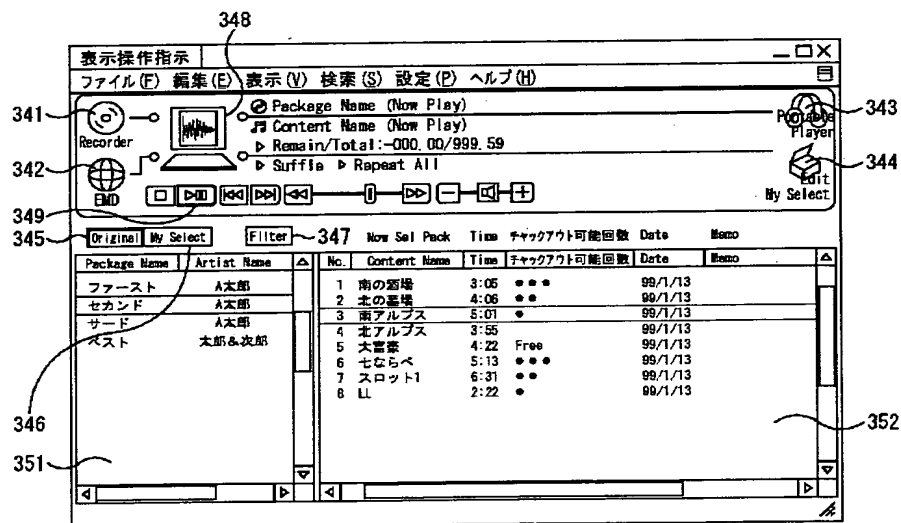 348
表示操作指示
ファイル(F) 編集(E) 表示(V) 検索(S) 設定(P) ヘルプ(H)
341
Recorder
Package Name (Now Play)
Content Name (Now Play)
Remain/Total:-000.00/999.59
Suffle Repeat All
343
Portable Player
342
EMD
344
Edit
My Select
349
345
Original My Select Filter 347 Now Sel Pack Time チャックアウト可能回数 Date Memo
Package Name Artist Name
ファースト A太郎
セカンド A太郎
サード A太郎
ベスト 太郎&次郎
No. Content Name Time チャックアウト可能回数 Date Memo
1 南の酒場 3:05 ●●● 99/1/13
2 北の墓場 4:06 ●● 99/1/13
3 南アルプス 5:01 ● 99/1/13
4 北アルプス 3:55 99/1/13
5 大富豪 4:22 Free 99/1/13
6 七ならべ 5:13 ●●● 99/1/13
7 スロット1 6:31 ●● 99/1/13
8 LL 2:22 ● 99/1/13
346
351
352